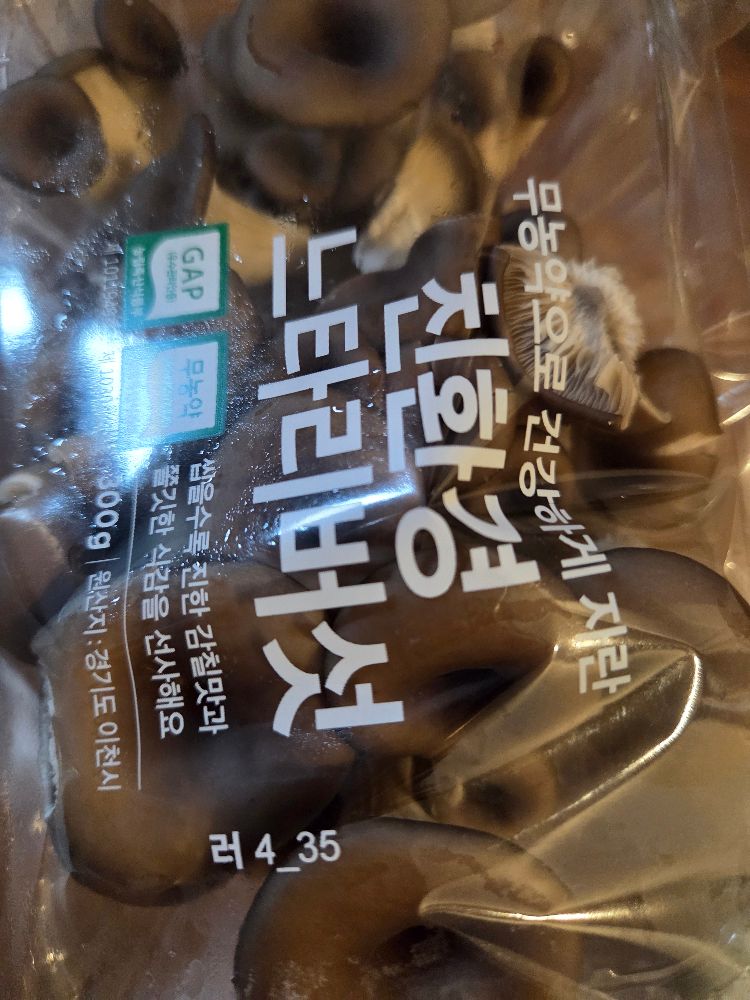 무농약으로 건강하게 자란
친환경
느타리버섯
씹을수록 진한 감칠맛과
쫄깃한 식감을 선사해요
GAP
무농약
300g | 원산지:경기도 이천시
러 4_35